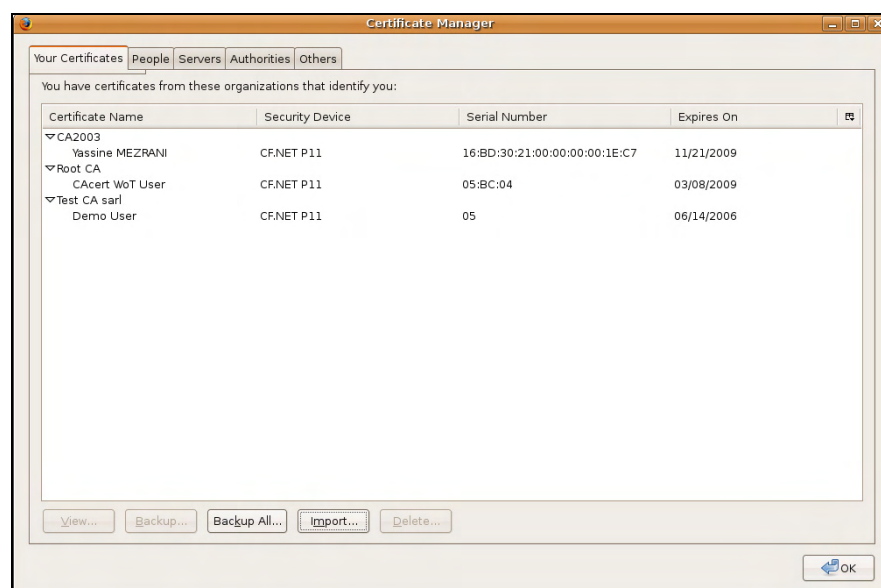 Certificate Manager
Your Certificates People Servers Authorities Others
You have certificates from these organizations that identify you:
Certificate Name Security Device Serial Number Expires On
CA2003
Yassine MEZRANI CF.NET P11 16:BD:30:21:00:00:00:00:1E:C7 11/21/2009
Root CA
CAcert WoT User CF.NET P11 05:BC:04 03/08/2009
Test CA sarl
Demo User CF.NET P11 05 06/14/2006
View... Backup... Backup All... Import... Delete...
OK